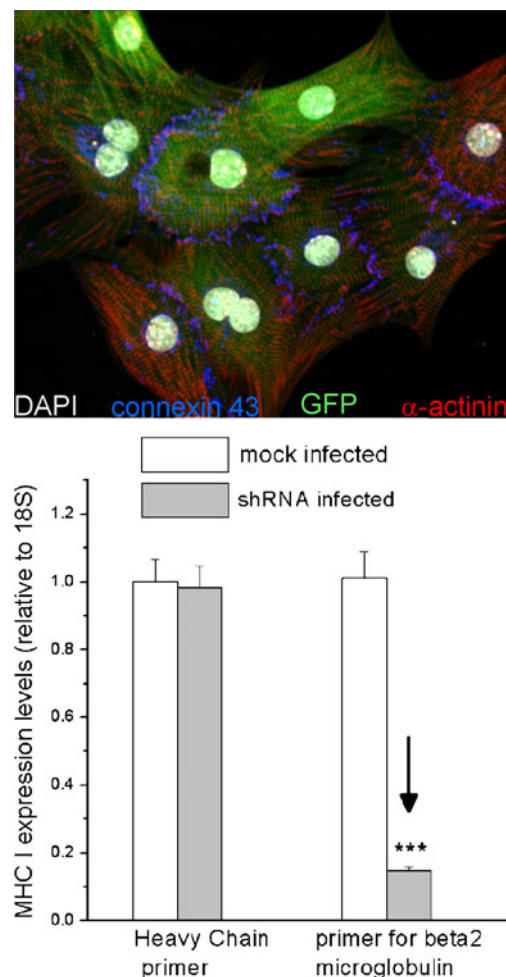 DAPI connexin 43 GFP α-actinin
mock infected
shRNA infected
MHC I expression levels (relative to 18S)
1.2
1.0
0.8
0.6
0.4
0.2
0.0
***
Heavy Chain primer
primer for beta2 microglobulin